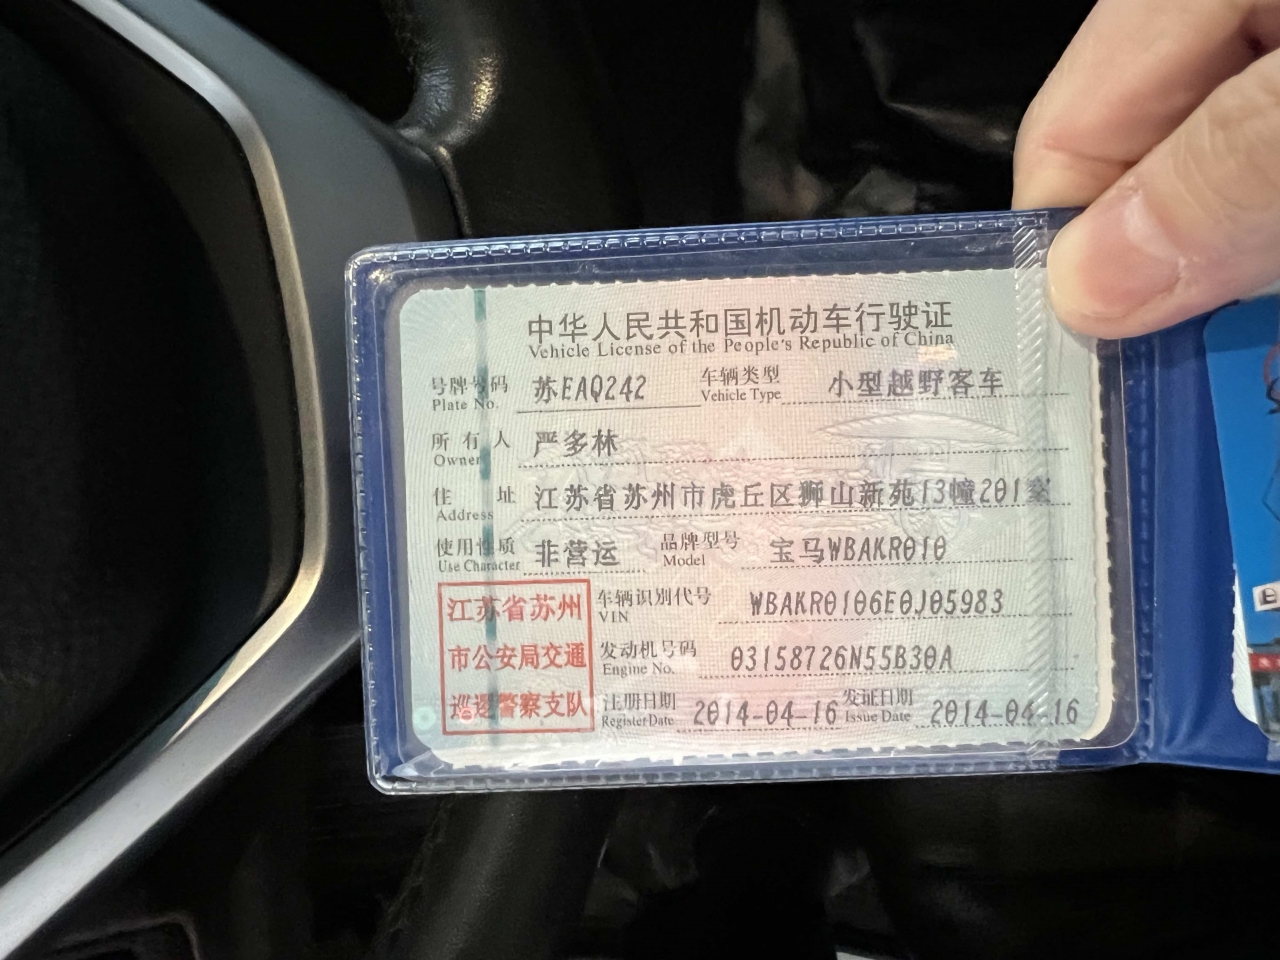 中华人民共和国机动车行驶证
Vehicle License of the People's Republic of China
号牌号码 苏EAQ242 车辆类型 小型越野客车
Plate No. Vehicle Type
所有人 严多林
Owner
住址 江苏省苏州市虎丘区狮山新苑13幢201室
Address
使用性质 非营运 品牌型号 宝马WBAKR010
Use Character Model
江苏省苏州 车辆识别代号 WBAKR0106E0J05983
VIN
市公安局交通 发动机号码 03158726N55B30A
Engine No.
巡逻警察支队 注册日期 2014-04-16 发证日期 2014-04-16
Register Date Issue Date